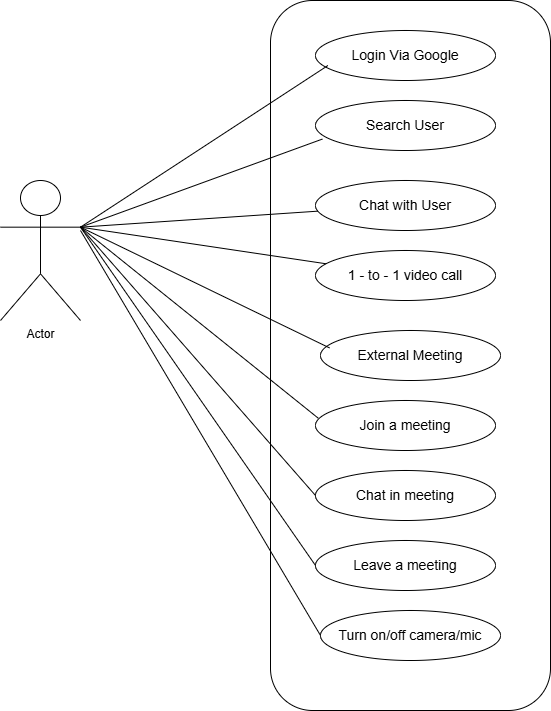 Login Via Google
Search User
Chat with User
1 - to - 1 video call
Actor
External Meeting
Join a meeting
Chat in meeting
Leave a meeting
Turn on/off camera/mic